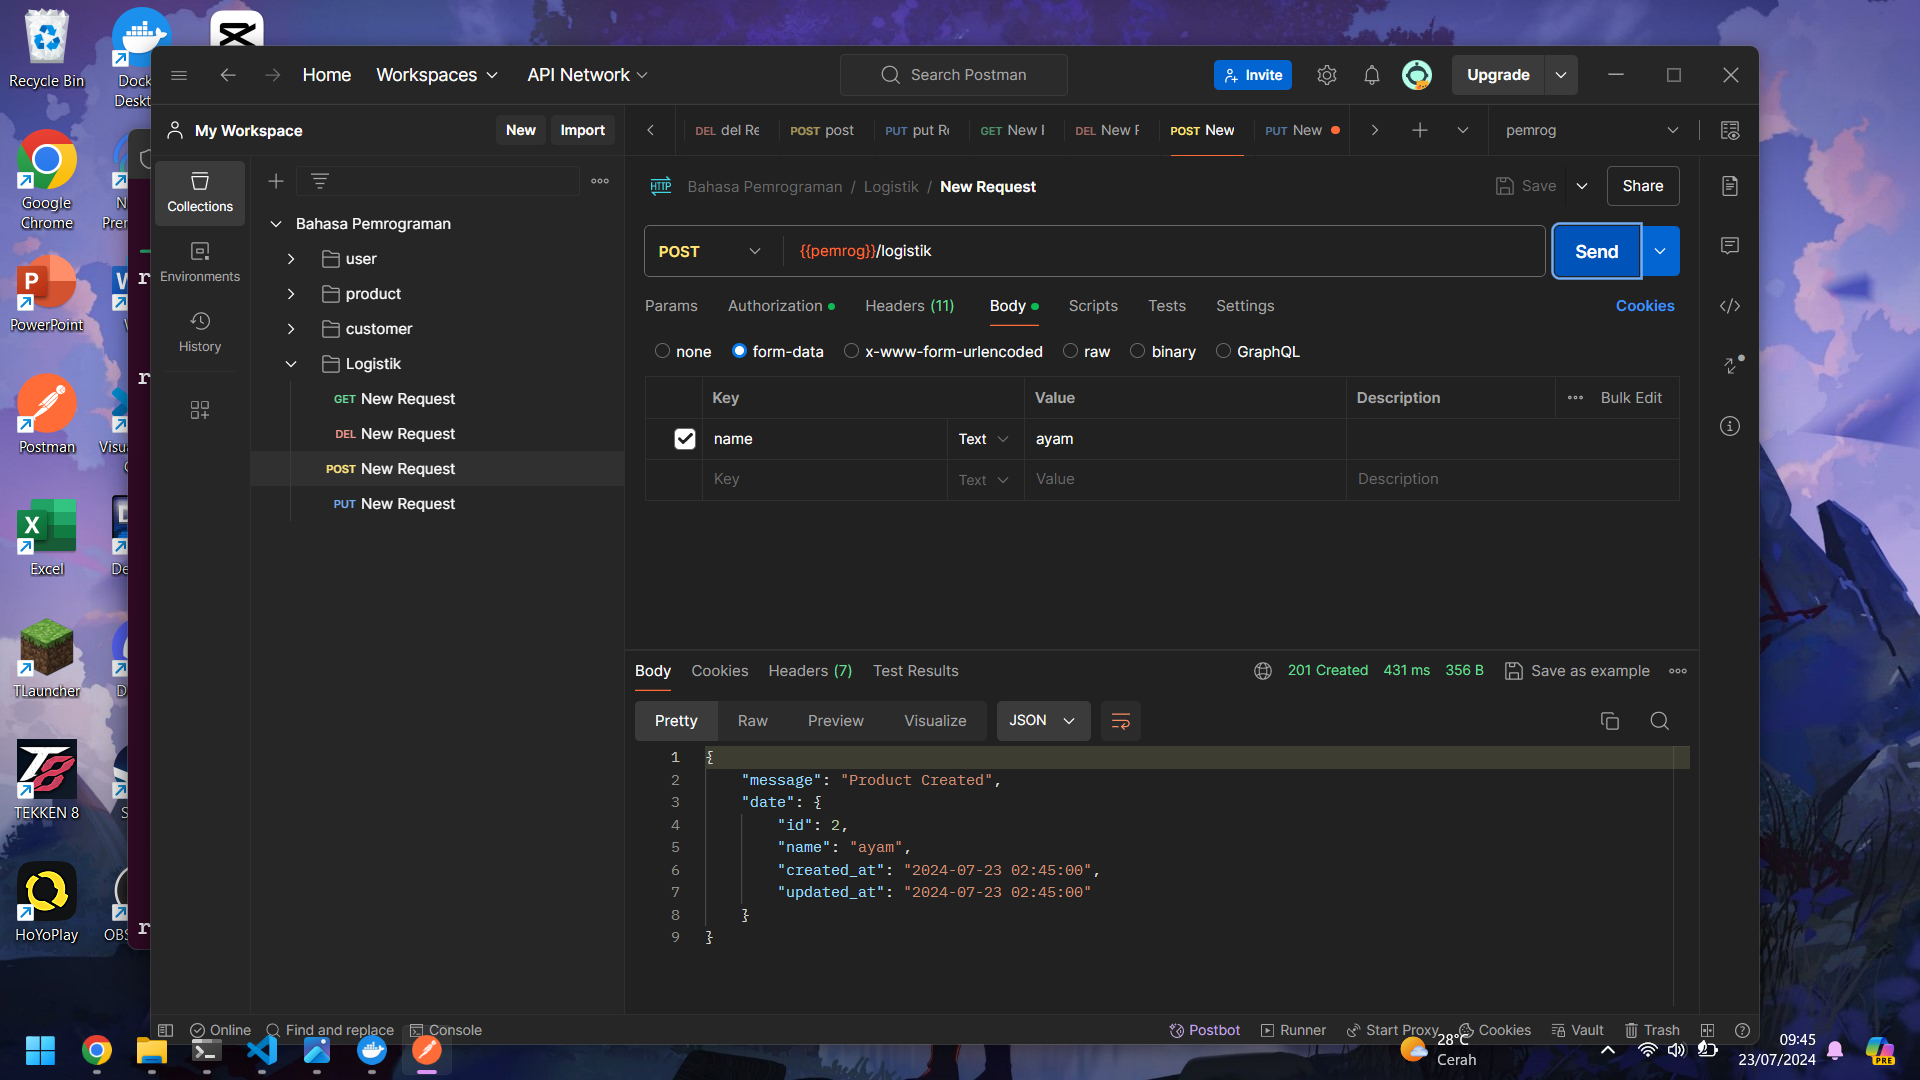 Recycle Bin
Google
Chrome
PowerPoint
Postman
Excel
TLauncher
TEKKEN 8
HoYoPlay
Home
Workspaces
API Network
Search Postman
Invite
Upgrade
My Workspace
New
Import
DEL del Re
POST post
PUT put R
GET New
DEL New
POST New
PUT New
pemrog
Collections
Environments
History
Bahasa Pemrograman
user
product
customer
Logistik
GET New Request
DEL New Request
POST New Request
PUT New Request
HTTP Bahasa Pemrograman / Logistik / New Request
Save
Share
POST
{{pemrog}}/logistik
Send
Params
Authorization
Headers (11)
Body
Scripts
Tests
Settings
Cookies
none
form-data
x-www-form-urlencoded
raw
binary
GraphQL
Key
Value
Description
Bulk Edit
name
Text
ayam
Key
Text
Value
Description
Body
Cookies
Headers (7)
Test Results
201 Created
431 ms
356 B
Save as example
Pretty
Raw
Preview
Visualize
JSON
1 {
2 "message": "Product Created",
3 "date": {
4 "id": 2,
5 "name": "ayam",
6 "created_at": "2024-07-23 02:45:00",
7 "updated_at": "2024-07-23 02:45:00"
8 }
9 }
Online
Find and replace
Console
Postbot
Runner
Start Proxy
Cookies
Vault
Trash
28°C
Cerah
09:45
23/07/2024
PRE